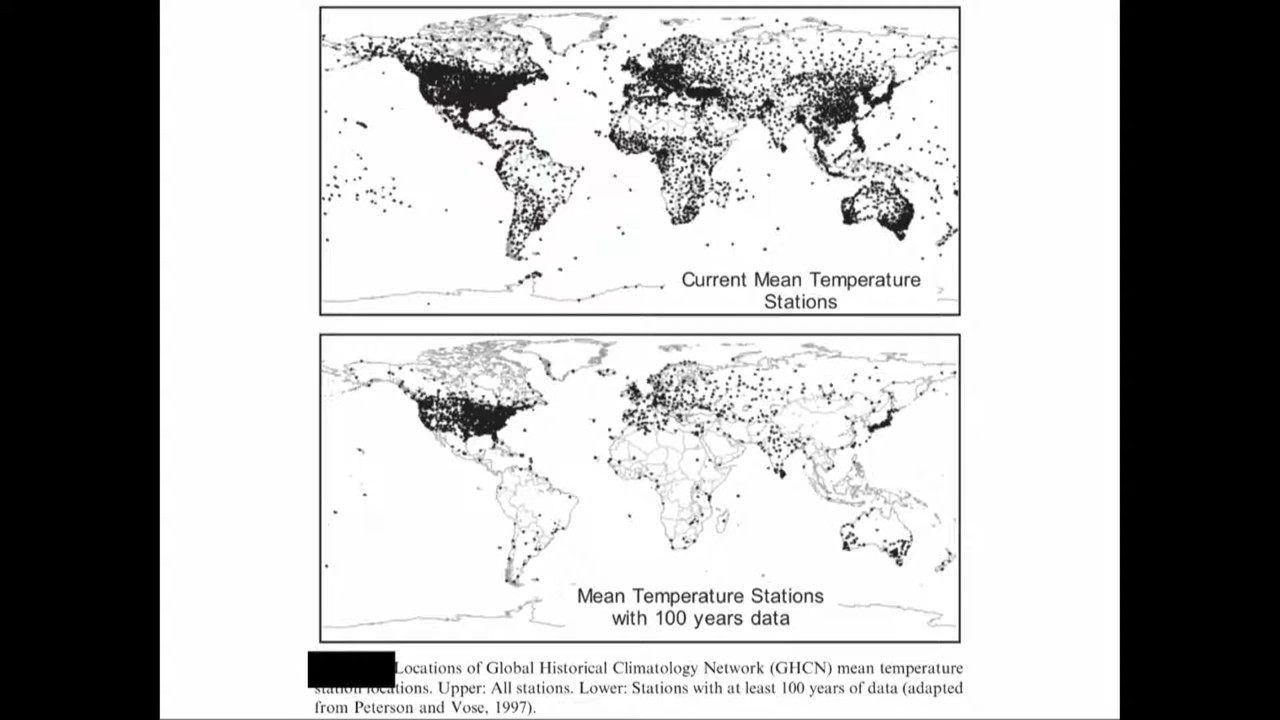 Current Mean Temperature
Stations
Mean Temperature Stations
with 100 years data
Locations of Global Historical Climatology Network (GHCN) mean temperature
station locations. Upper: All stations. Lower: Stations with at least 100 years of data (adapted
from Peterson and Vose, 1997).